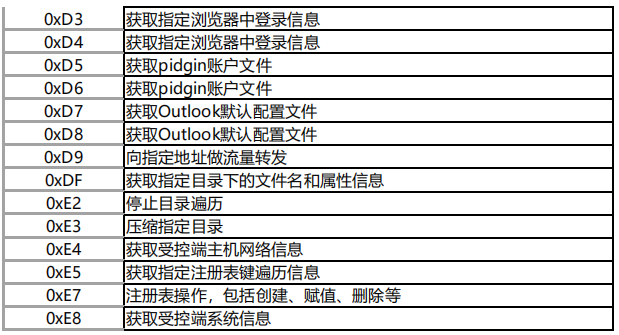 0xD3 获取指定浏览器中登录信息
0xD4 获取指定浏览器中登录信息
0xD5 获取pidgin账户文件
0xD6 获取pidgin账户文件
0xD7 获取Outlook默认配置文件
0xD8 获取Outlook默认配置文件
0xD9 向指定地址做流量转发
0xDF 获取指定目录下的文件名和属性信息
0xE2 停止目录遍历
0xE3 压缩指定目录
0xE4 获取受控端主机网络信息
0xE5 获取指定注册表键遍历信息
0xE7 注册表操作，包括创建、赋值、删除等
0xE8 获取受控端系统信息